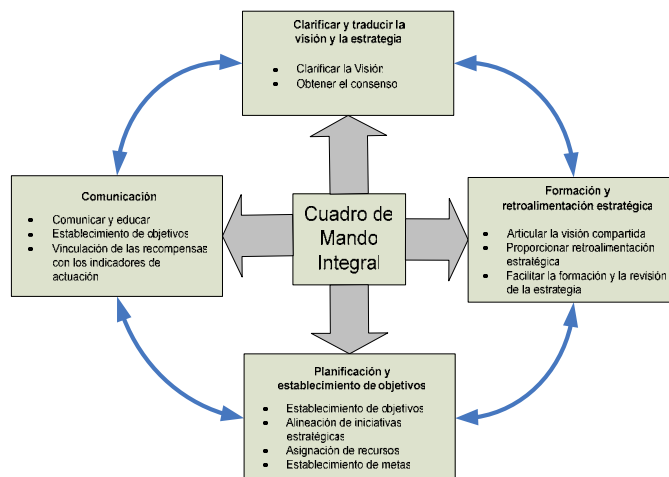 Clarificar y traducir la
visión y la estrategia
• Clarificar la Visión
• Obtener el consenso
Comunicación
• Comunicar y educar
• Establecimiento de objetivos
• Vinculación de las recompensas
con los indicadores de
actuación
Cuadro de
Mando
Integral
Formación y
retroalimentación estratégica
• Articular la visión compartida
• Proporcionar retroalimentación
estratégica
• Facilitar la formación y la revisión
de la estrategia
Planificación y
establecimiento de objetivos
• Establecimiento de objetivos
• Alineación de iniciativas
estratégicas
• Asignación de recursos
• Establecimiento de metas